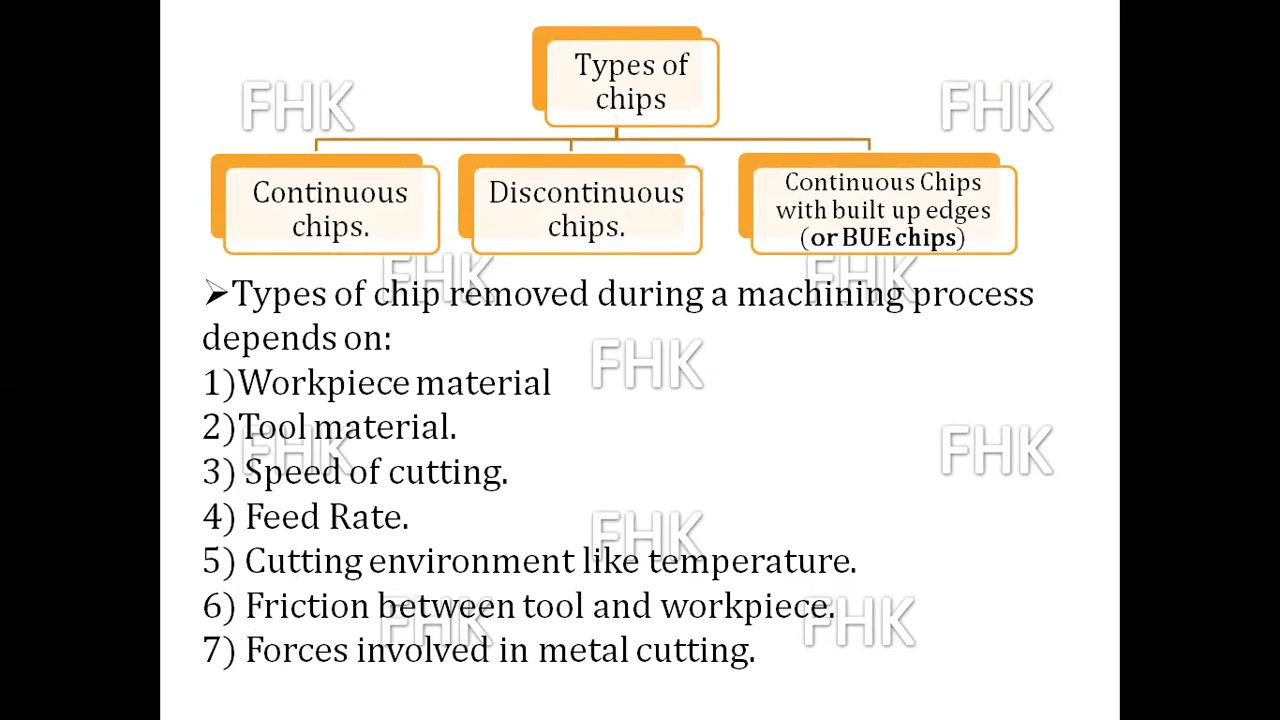 Types of
chips
FHK
FHK
Continuous
chips.
Discontinuous
chips.
Continuous Chips
with built up edges
(or BUE chips)
FHK
FHK
➢Types of chip removed during a machining process
depends on:
FHK
1)Workpiece material
2)Tool material.
FHK
FHK
3) Speed of cutting.
4) Feed Rate.
FHK
5) Cutting environment like temperature.
6) Friction between tool and workpiece.
FHK
FHK
7) Forces involved in metal cutting.